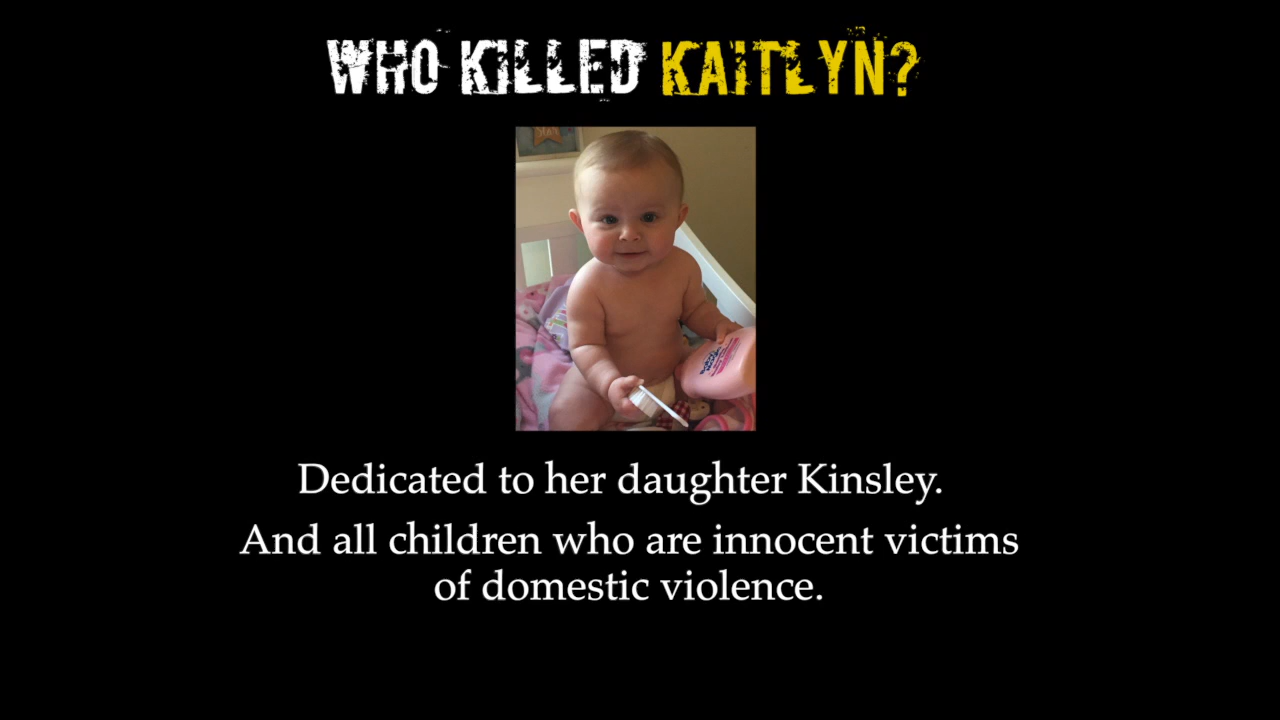 WHO KILLED KAITLYN?
Dedicated to her daughter Kinsley.
And all children who are innocent victims
of domestic violence.